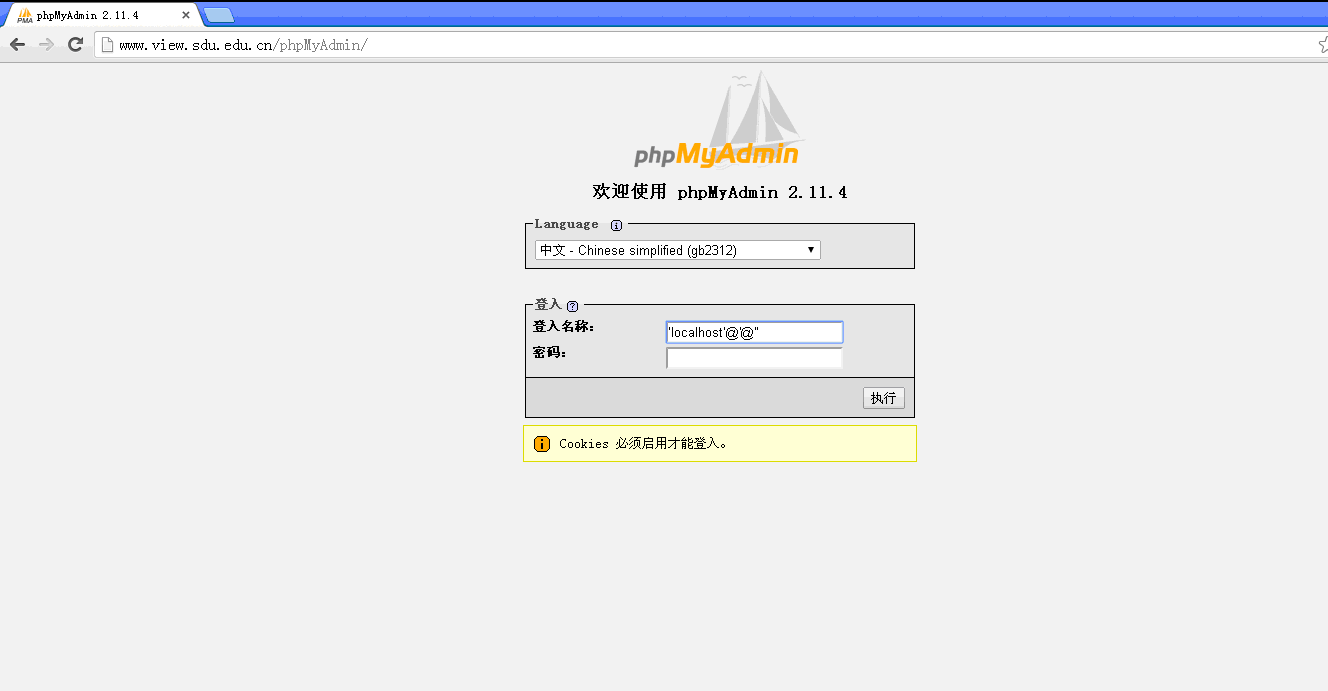 phpMyAdmin 2.11.4
www.view.sdu.edu.cn/phpMyAdmin/
phpMyAdmin
欢迎使用 phpMyAdmin 2.11.4
Language
中文 - Chinese simplified (gb2312)
登入
登入名称：
'localhost'@'@"
密码：
执行
Cookies 必须启用才能登入。